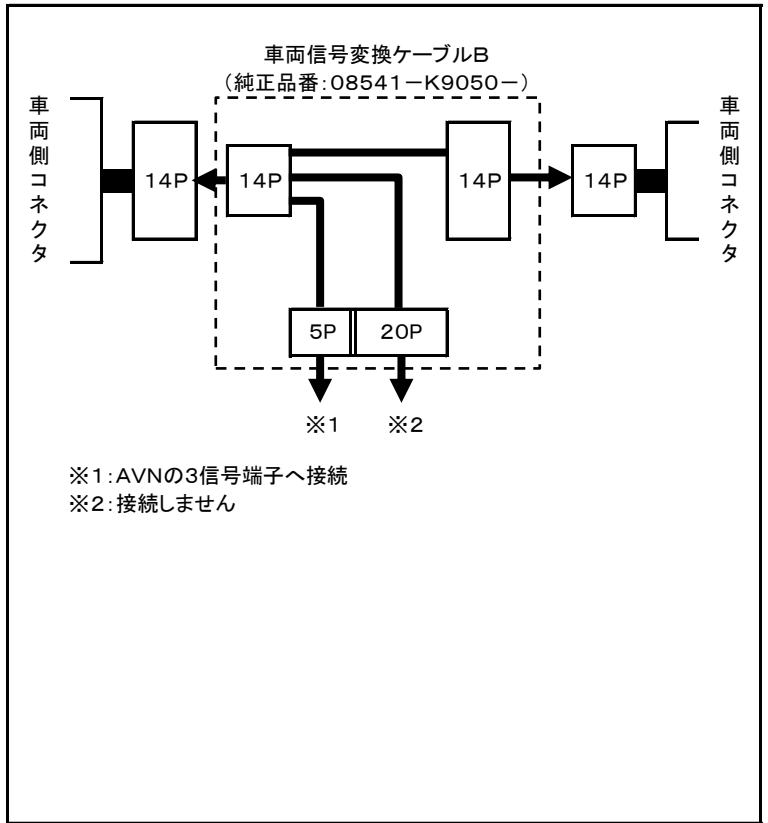 車両信号変換ケーブルB
（純正品番：08541－K9050－）
車両側コネクタ
14P
14P
14P
14P
車両側コネクタ
5P
20P
※1
※2
※1：AVNの3信号端子へ接続
※2：接続しません